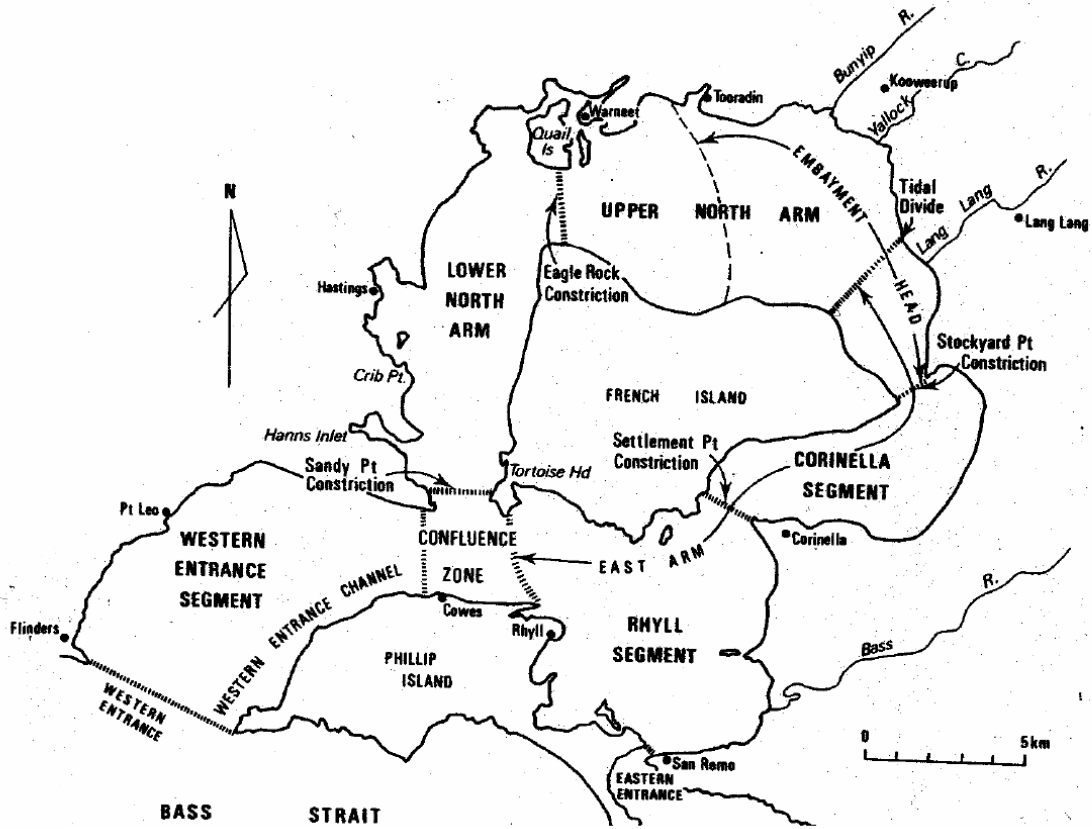 Bunyip R.
Kooweerup
Yallock C.
Tooradin
Warneet
Quail
Is
EMBAYMENT HEAD
Tidal
Divide
Lang Lang R.
Lang Lang
N
UPPER NORTH ARM
LOWER
NORTH
ARM
Hastings
Eagle Rock
Constriction
Stockyard Pt
Constriction
Crib Pt.
FRENCH ISLAND
Hanns Inlet
Settlement Pt
Constriction
Sandy Pt
Constriction
Tortoise Hd
CORINELLA
SEGMENT
Pt Leo
WESTERN
ENTRANCE
SEGMENT
CONFLUENCE
ZONE
EAST ARM
Corinella
WESTERN ENTRANCE CHANNEL
Cowes
Flinders
Rhyll
RHYLL
SEGMENT
Bass R.
PHILLIP
ISLAND
WESTERN
ENTRANCE
0 5km
San Remo
EASTERN
ENTRANCE
BASS STRAIT